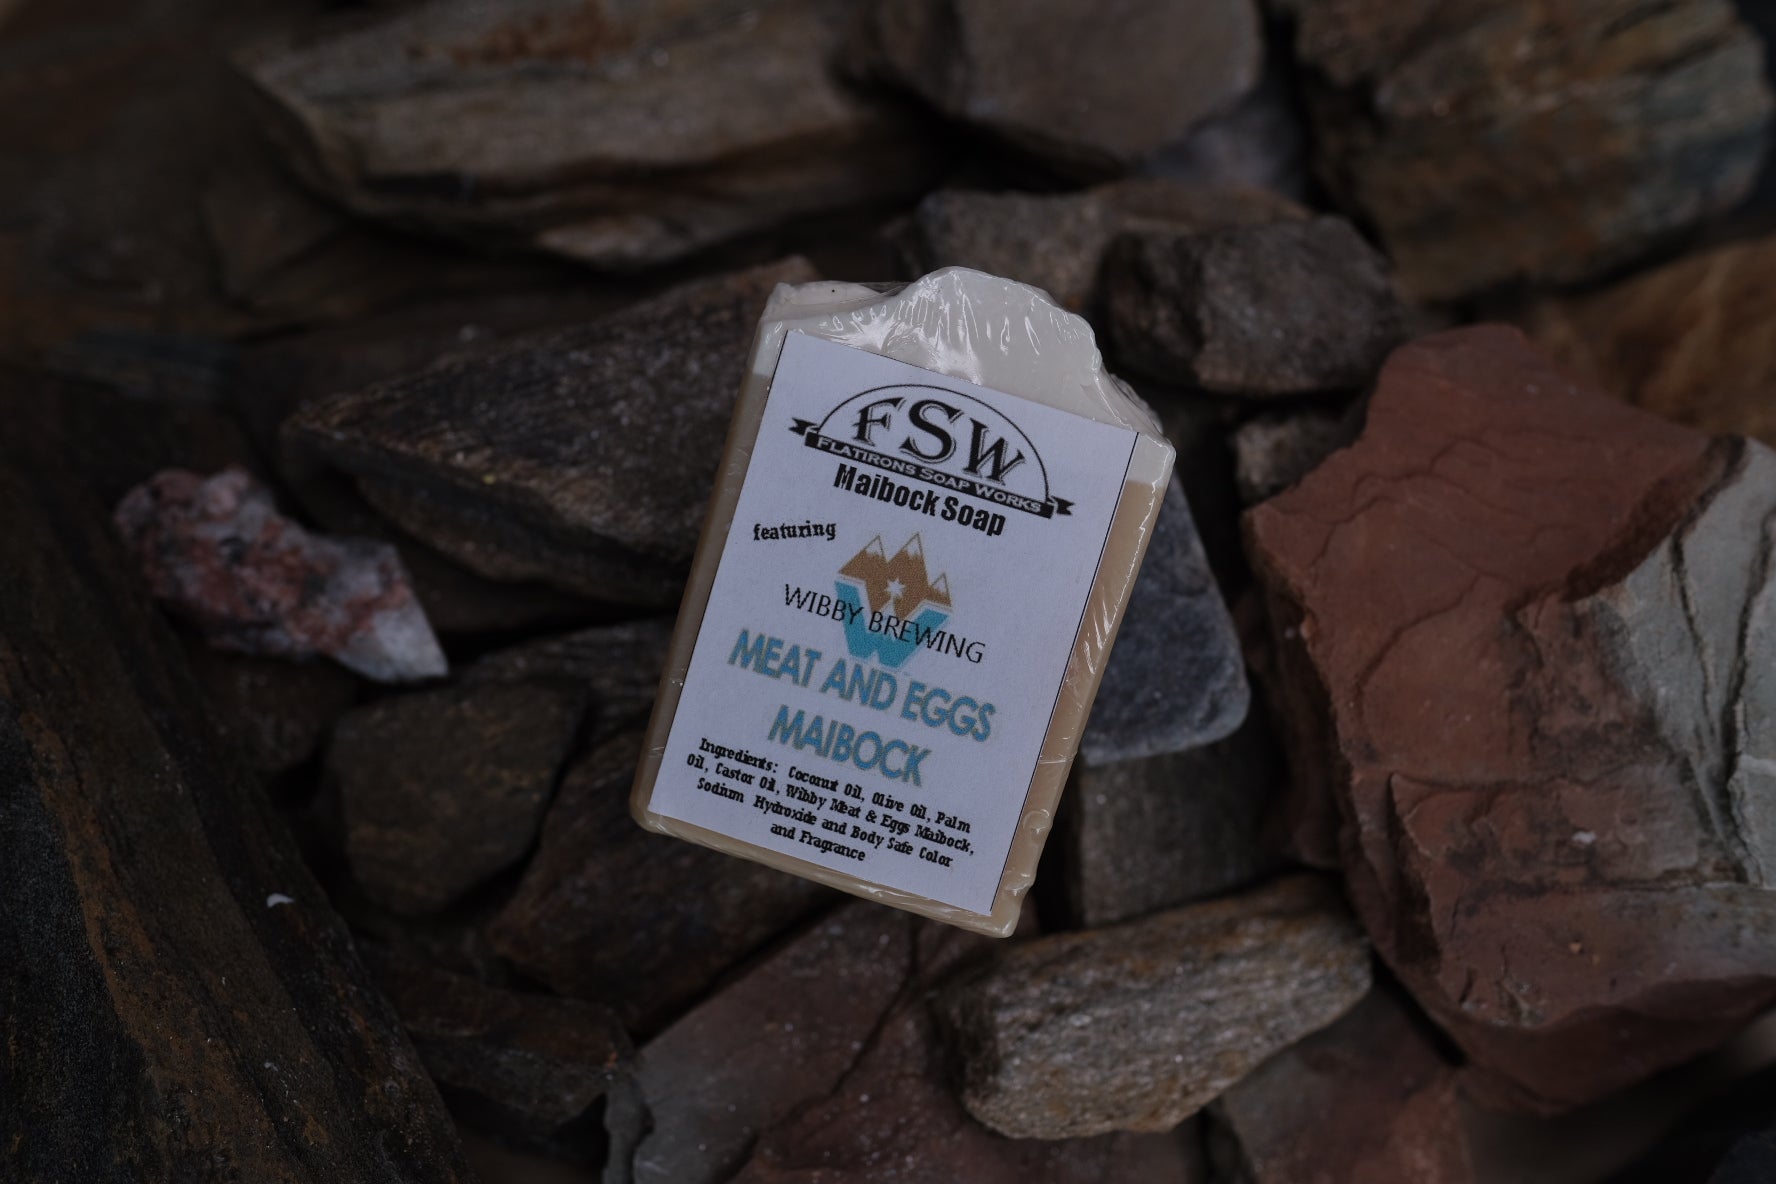 FSW
FLATIRONS SOAP WORKS
Maibock Soap
featuring
WIBBY BREWING
MEAT AND EGGS
MAIBOCK
Ingredients: Coconut Oil, Olive Oil, Palm
Oil, Castor Oil, Wibby Meat & Eggs Maibock,
Sodium Hydroxide and Body Safe Color
and Fragrance